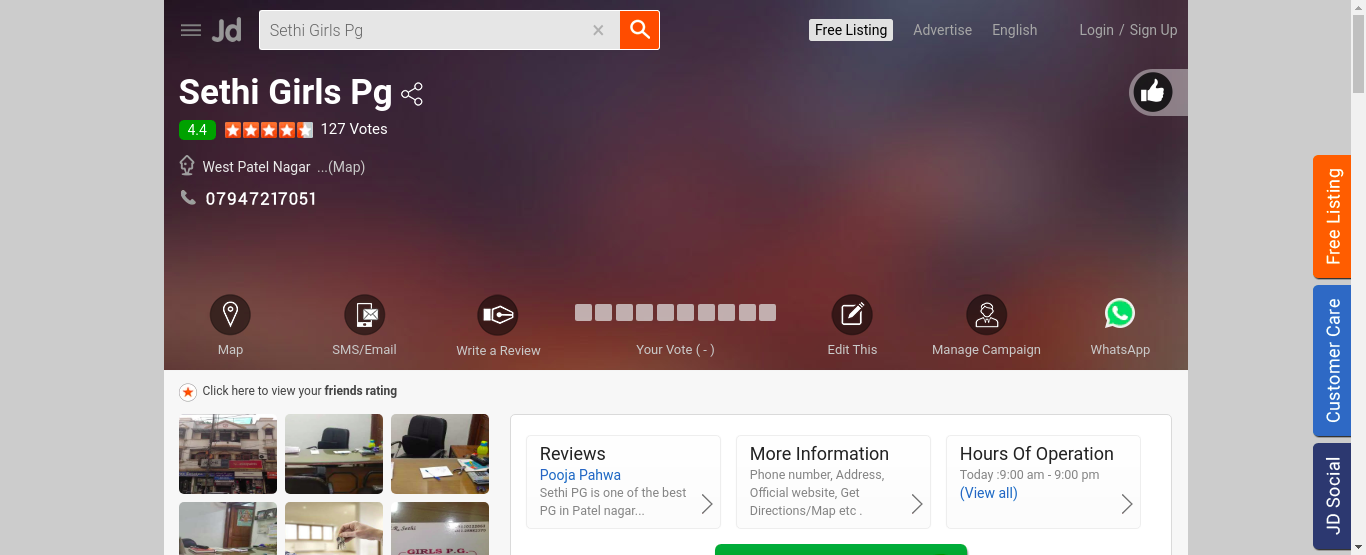 Jd
Sethi Girls Pg
Free Listing
Advertise
English
Login / Sign Up
Sethi Girls Pg
4.4 127 Votes
West Patel Nagar ...(Map)
07947217051
Map
SMS/Email
Write a Review
Your Vote ( - )
Edit This
Manage Campaign
WhatsApp
Click here to view your friends rating
Reviews
Pooja Pahwa
Sethi PG is one of the best
PG in Patel nagar...
More Information
Phone number, Address,
Official website, Get
Directions/Map etc .
Hours Of Operation
Today :9:00 am - 9:00 pm
(View all)
GIRLS P.G.
Free Listing
Customer Care
JD Social